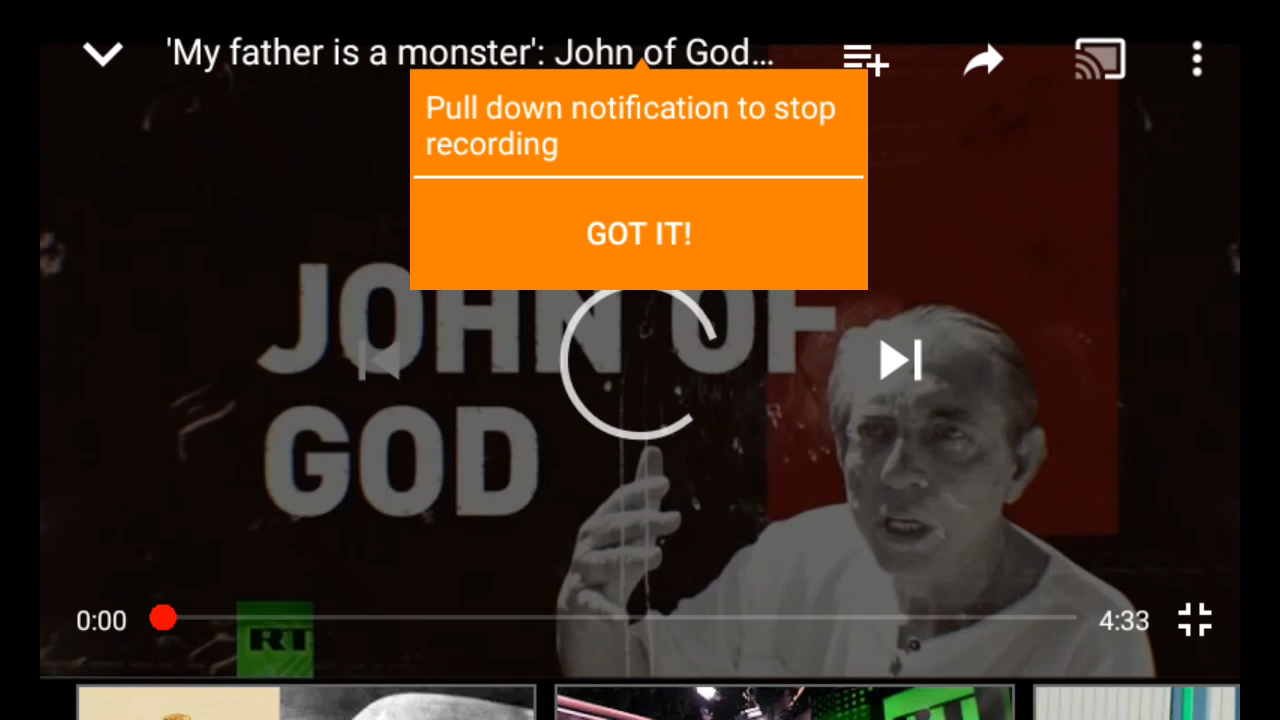 'My father is a monster': John of God...
Pull down notification to stop
recording
GOT IT!
JOHN OF
GOD
0:00
RT
4:33
RT